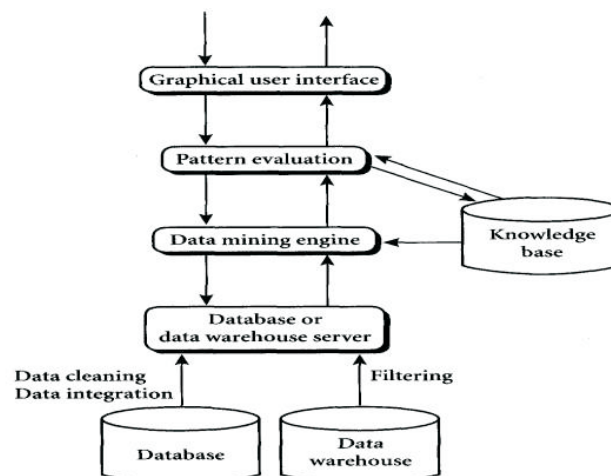 Graphical user interface
Pattern evaluation
Data mining engine
Knowledge
base
Database or
data warehouse server
Data cleaning
Data integration
Filtering
Database
Data
warehouse